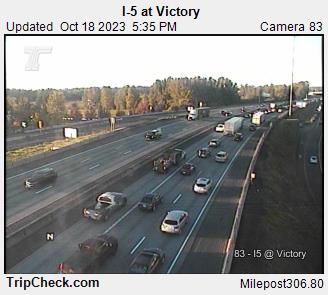 I-5 at Victory
Updated Oct 18 2023 5:35 PM Camera 83
T
N
83 - I5 @ Victory
TripCheck.com Milepost306.80